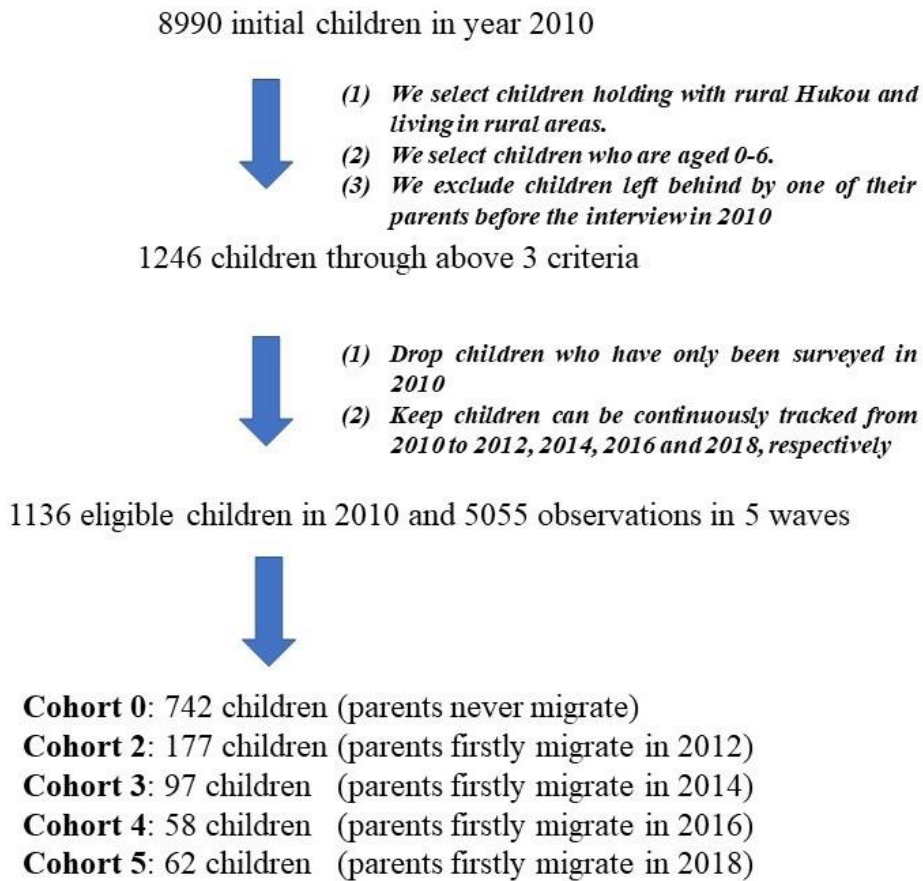 8990 initial children in year 2010
(1) We select children holding with rural Hukou and
living in rural areas.
(2) We select children who are aged 0-6.
(3) We exclude children left behind by one of their
parents before the interview in 2010
1246 children through above 3 criteria
(1) Drop children who have only been surveyed in
2010
(2) Keep children can be continuously tracked from
2010 to 2012, 2014, 2016 and 2018, respectively
1136 eligible children in 2010 and 5055 observations in 5 waves
Cohort 0: 742 children (parents never migrate)
Cohort 2: 177 children (parents firstly migrate in 2012)
Cohort 3: 97 children (parents firstly migrate in 2014)
Cohort 4: 58 children (parents firstly migrate in 2016)
Cohort 5: 62 children (parents firstly migrate in 2018)